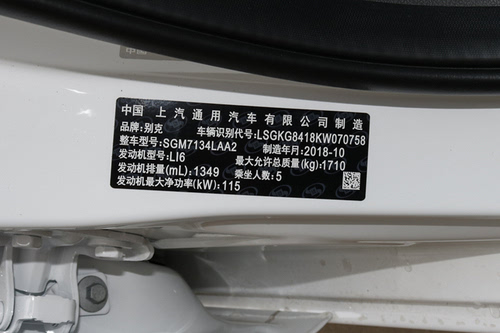 中国 上汽通用汽车有限公司 制造
品牌:别克 车辆识别代号:LSGKG8418KW070758
整车型号:SGM7134LAA2 制造年月:2018-10
发动机型号:LI6 最大允许总质量(kg):1710
发动机排量(mL):1349 乘坐人数:5
发动机最大净功率(kW):115